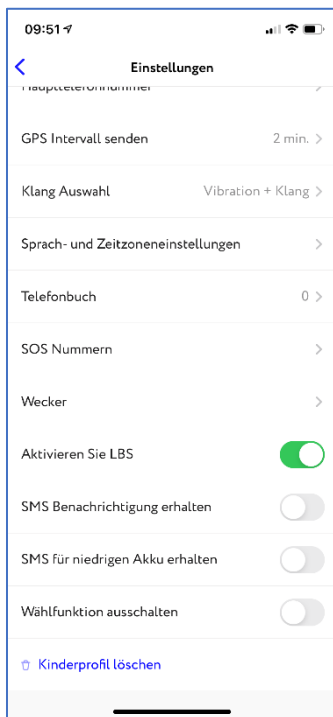 09:51
Einstellungen
Haupttelefonnummer
GPS Intervall senden 2 min.
Klang Auswahl Vibration + Klang
Sprach- und Zeitzoneneinstellungen
Telefonbuch 0
SOS Nummern
Wecker
Aktivieren Sie LBS
SMS Benachrichtigung erhalten
SMS für niedrigen Akku erhalten
Wählfunktion ausschalten
Kinderprofil löschen